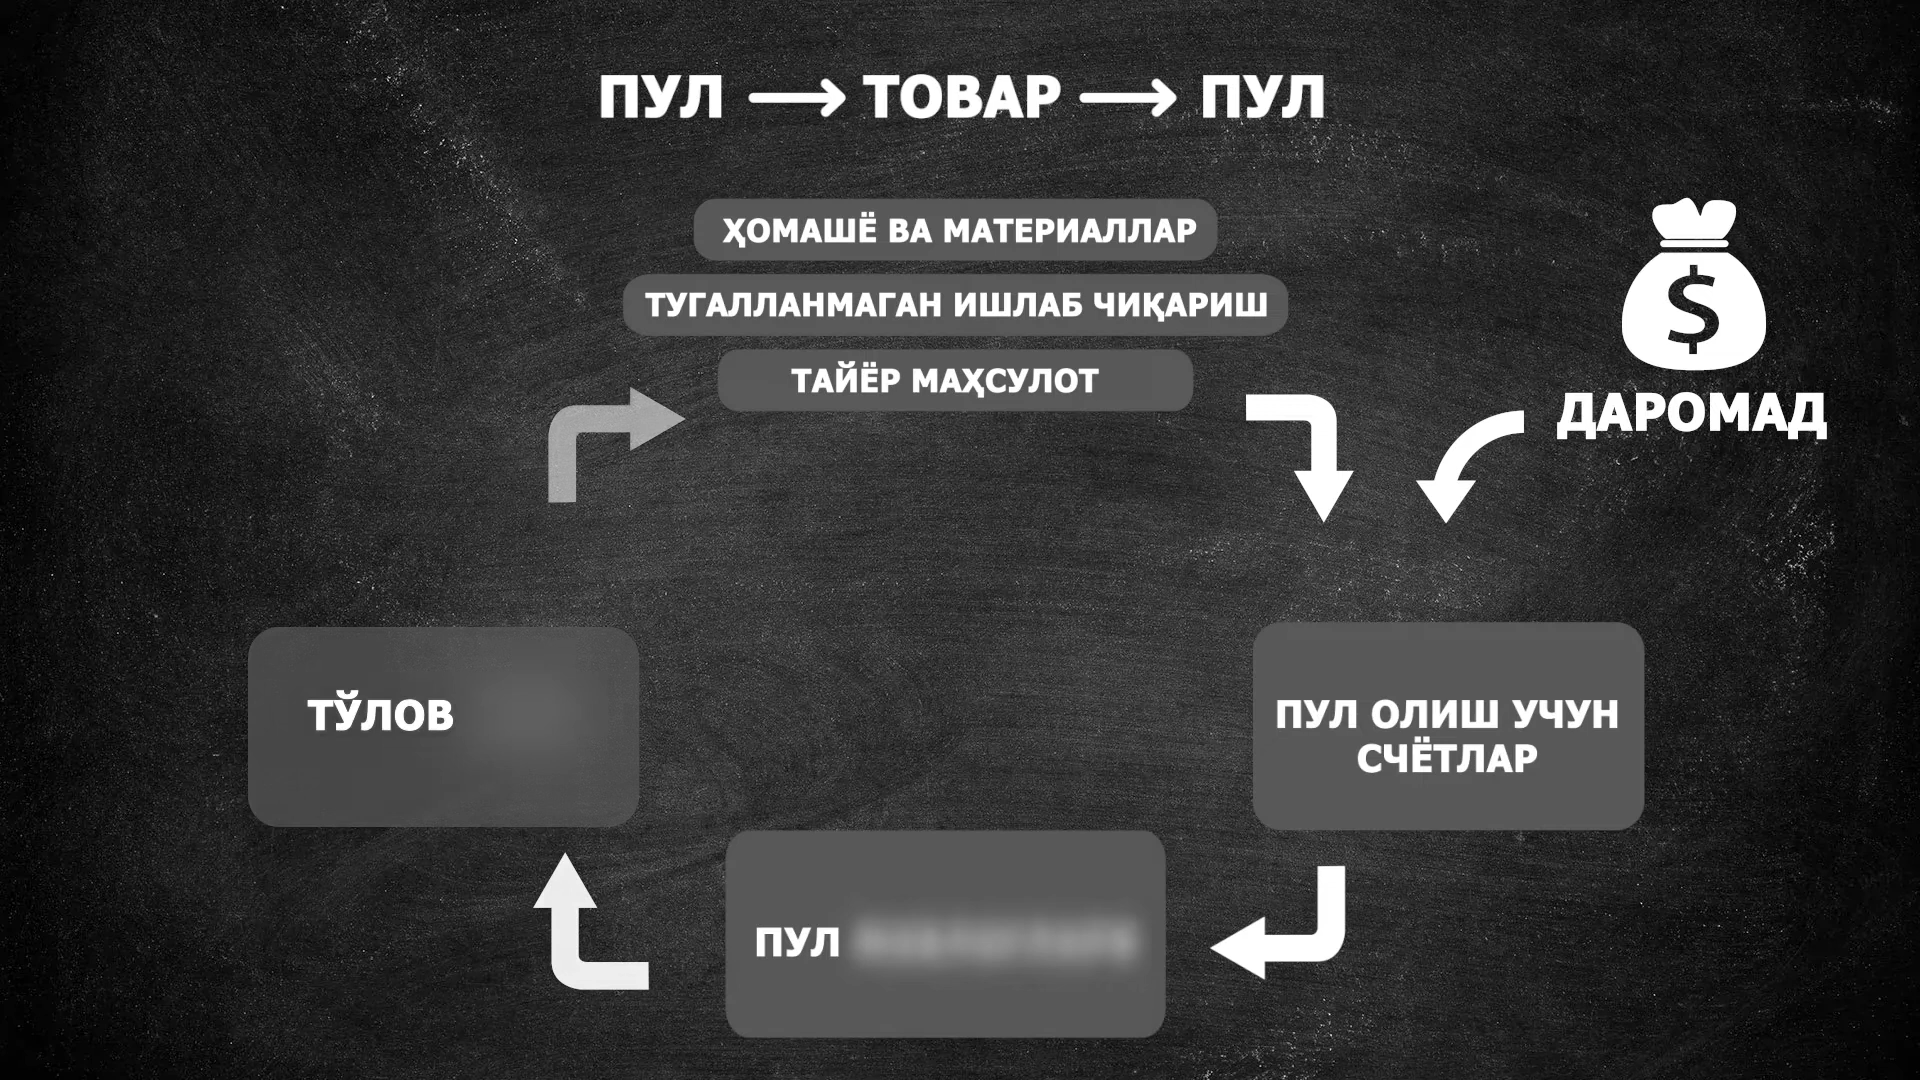 ПУЛ → ТОВАР → ПУЛ
ҲОМАШЁ ВА МАТЕРИАЛЛАР
ТУГАЛЛАНМАГАН ИШЛАБ ЧИҚАРИШ
ТАЙЁР МАҲСУЛОТ
$
ДАРОМАД
ТЎЛОВ
ПУЛ ОЛИШ УЧУН
СЧЁТЛАР
ПУЛ